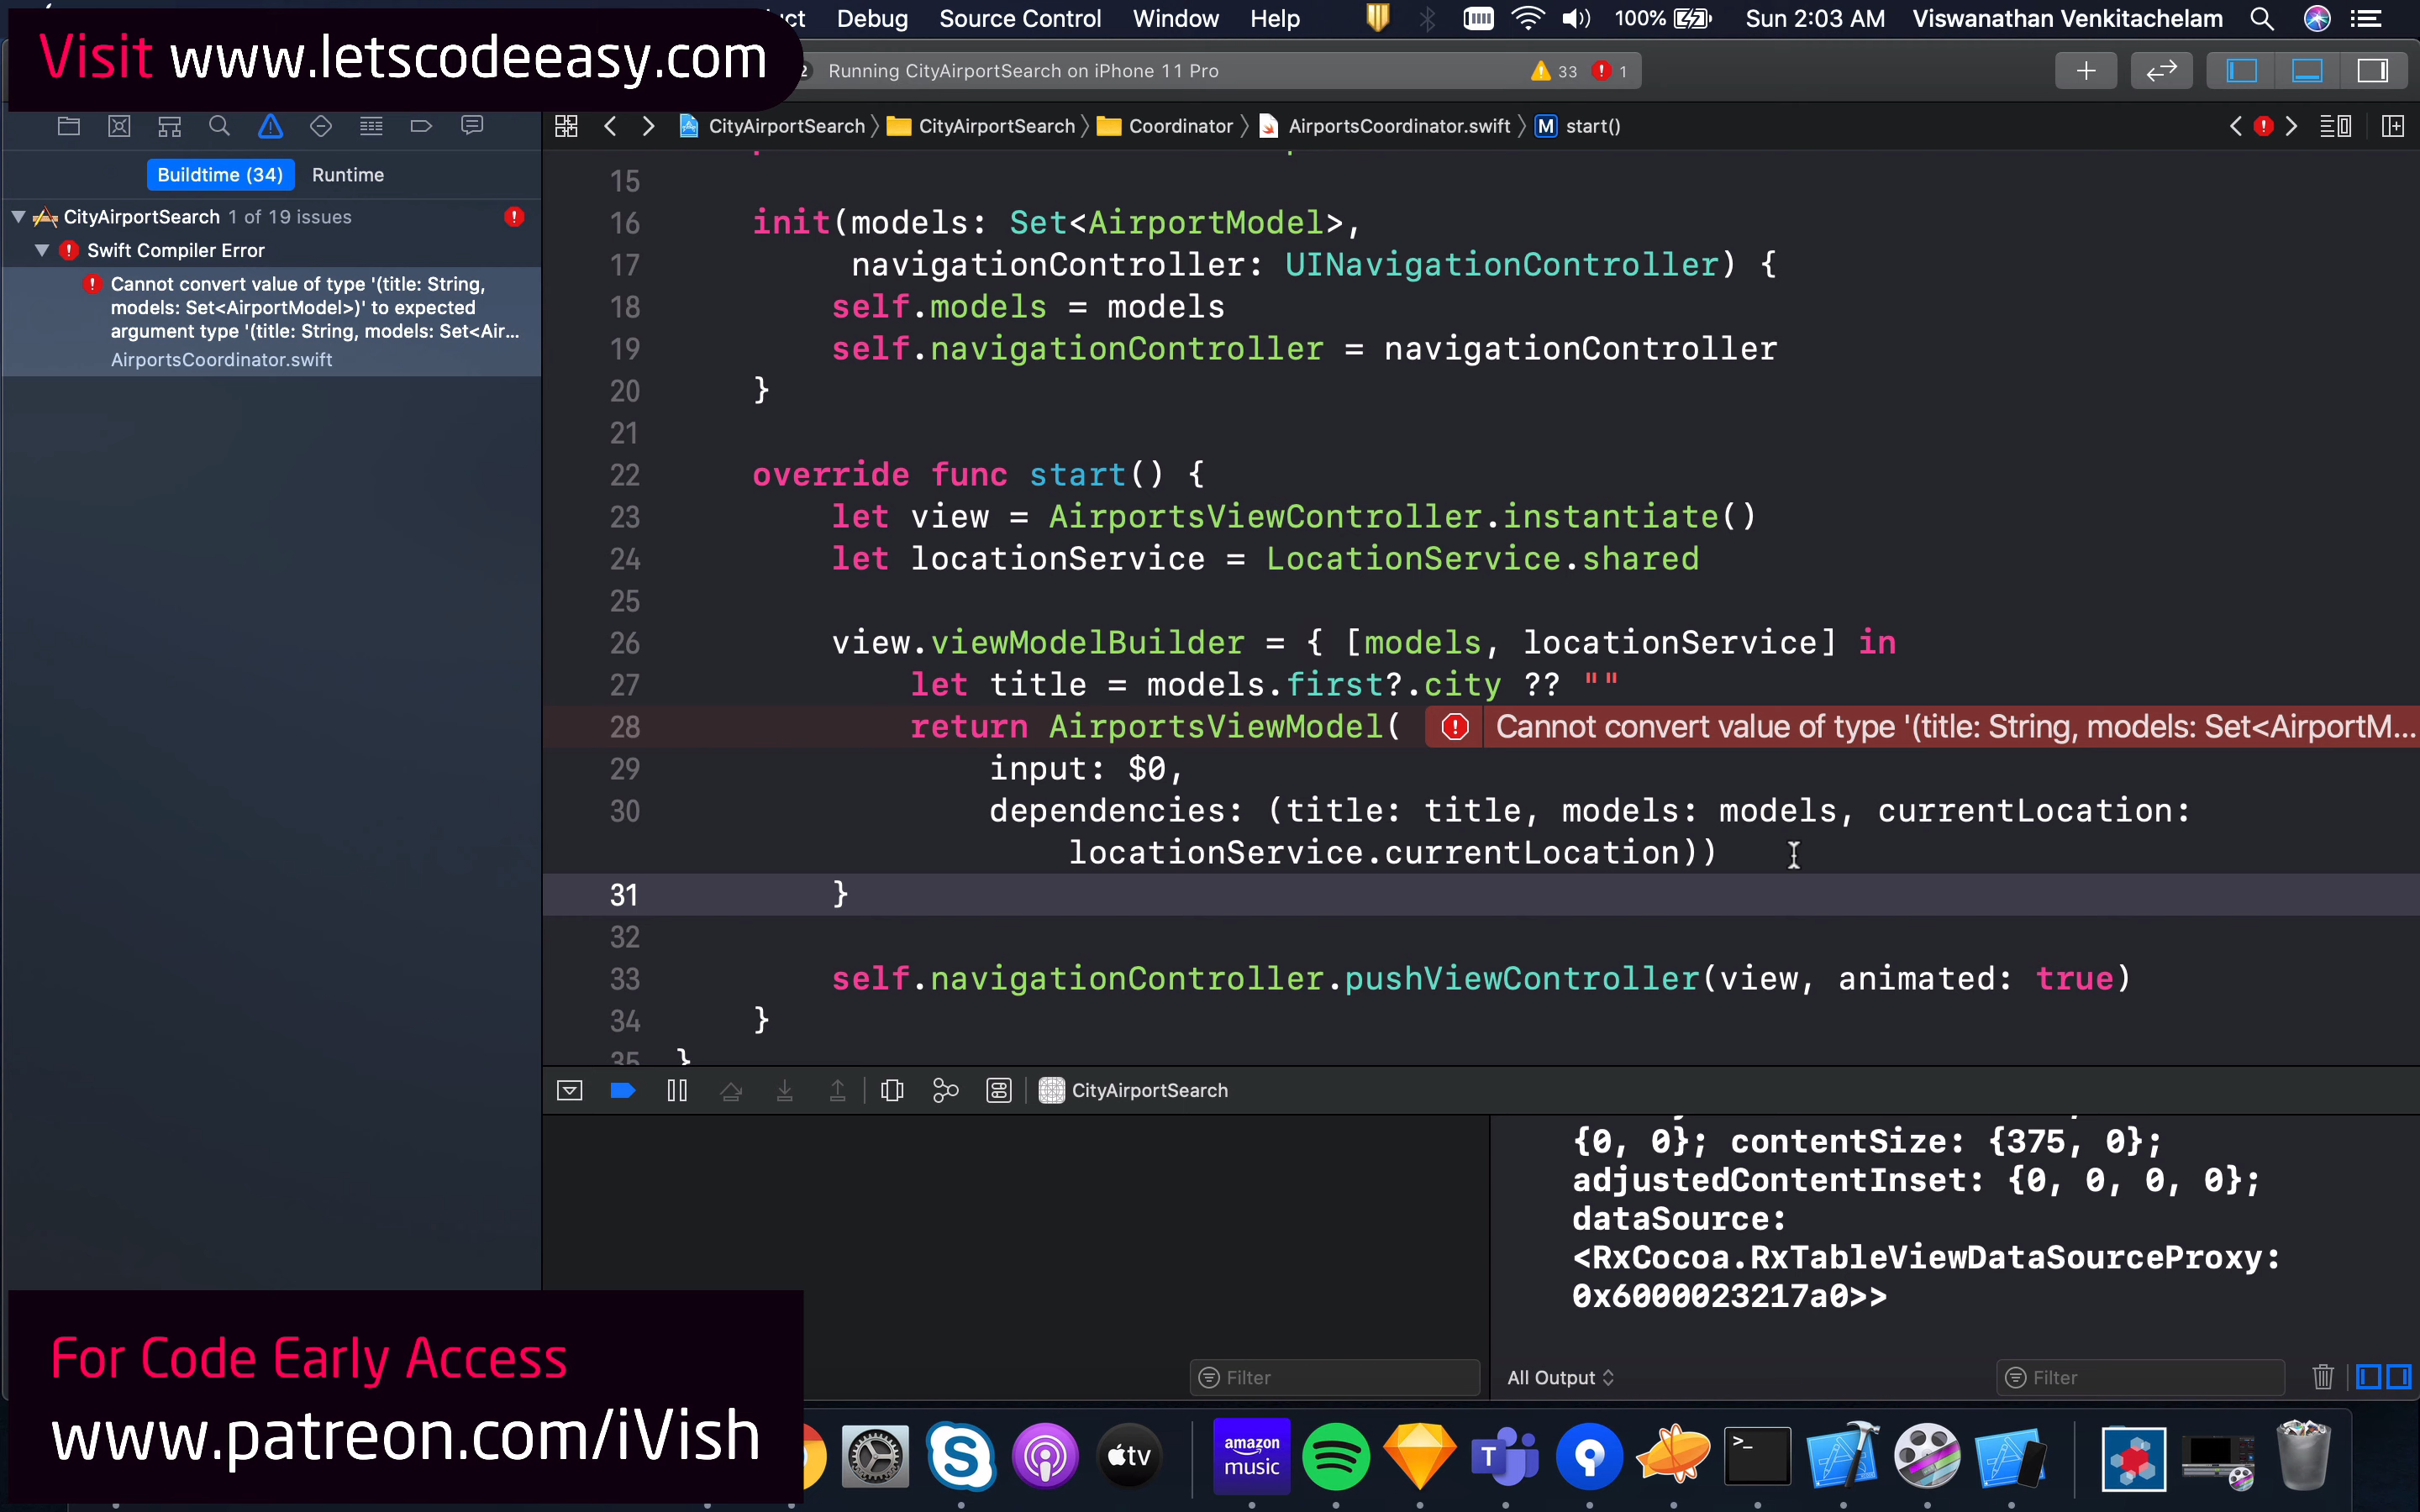 Visit www.letscodeeasy.com
Debug Source Control Window Help 100% Sun 2:03 AM Viswanathan Venkitachelam
Running CityAirportSearch on iPhone 11 Pro 33 1
CityAirportSearch CityAirportSearch Coordinator AirportsCoordinator.swift M start()
Buildtime (34) Runtime
CityAirportSearch 1 of 19 issues
Swift Compiler Error
Cannot convert value of type '(title: String,
models: Set<AirportModel>)' to expected
argument type '(title: String, models: Set<Air...
AirportsCoordinator.swift
15
16 init(models: Set<AirportModel>,
17 navigationController: UINavigationController) {
18 self.models = models
19 self.navigationController = navigationController
20 }
21
22 override func start() {
23 let view = AirportsViewController.instantiate()
24 let locationService = LocationService.shared
25
26 view.viewModelBuilder = { [models, locationService] in
27 let title = models.first?.city ?? ""
28 return AirportsViewModel( Cannot convert value of type '(title: String, models: Set<AirportM...
29 input: $0,
30 dependencies: (title: title, models: models, currentLocation:
locationService.currentLocation))
31 }
32
33 self.navigationController.pushViewController(view, animated: true)
34 }
35 }
CityAirportSearch
{0, 0}; contentSize: {375, 0};
adjustedContentInset: {0, 0, 0, 0};
dataSource:
<RxCocoa.RxTableViewDataSourceProxy:
0x6000023217a0>>
Filter All Output Filter
For Code Early Access
www.patreon.com/iVish
tv
amazon
music
T
>_